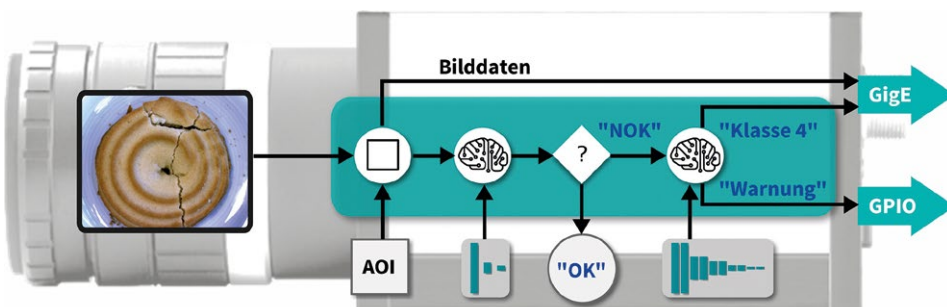 Bilddaten
GigE
"NOK"
"Klasse 4"
?
"Warnung"
GPIO
AOI
"OK"